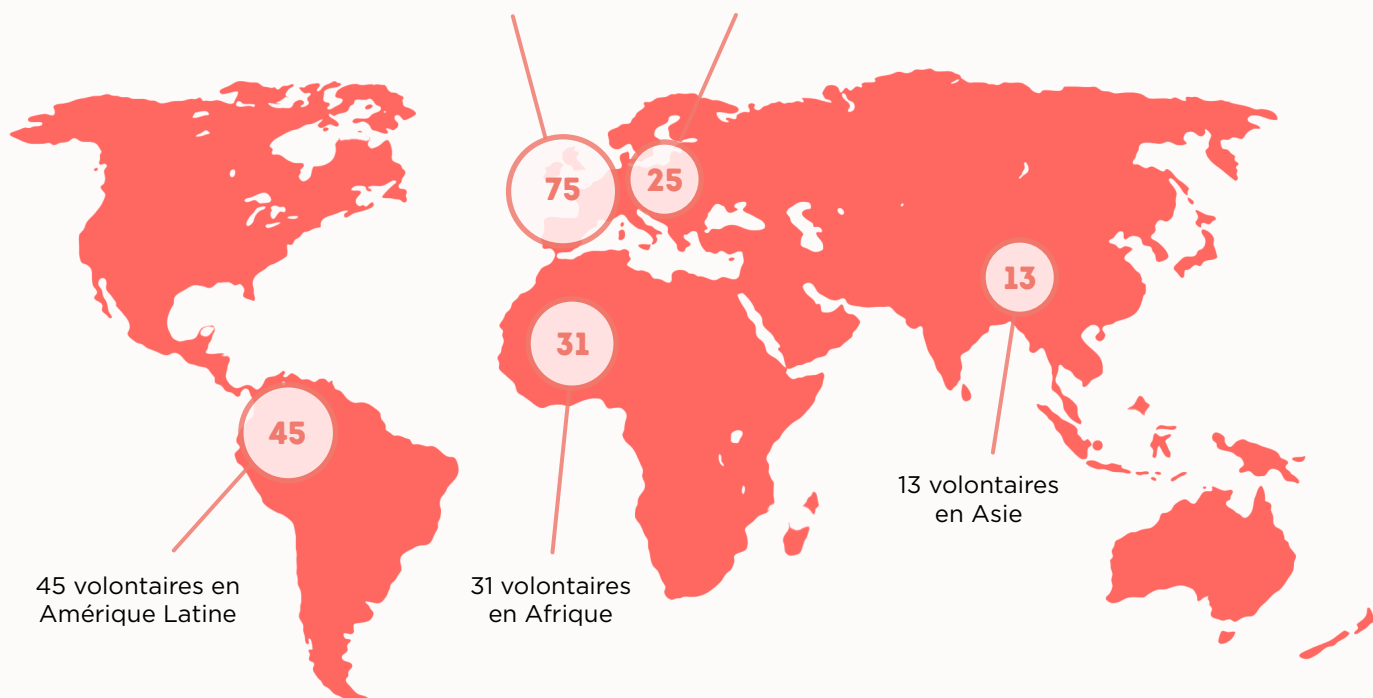 75
25
13
31
45
13 volontaires
en Asie
45 volontaires en
Amérique Latine
31 volontaires
en Afrique